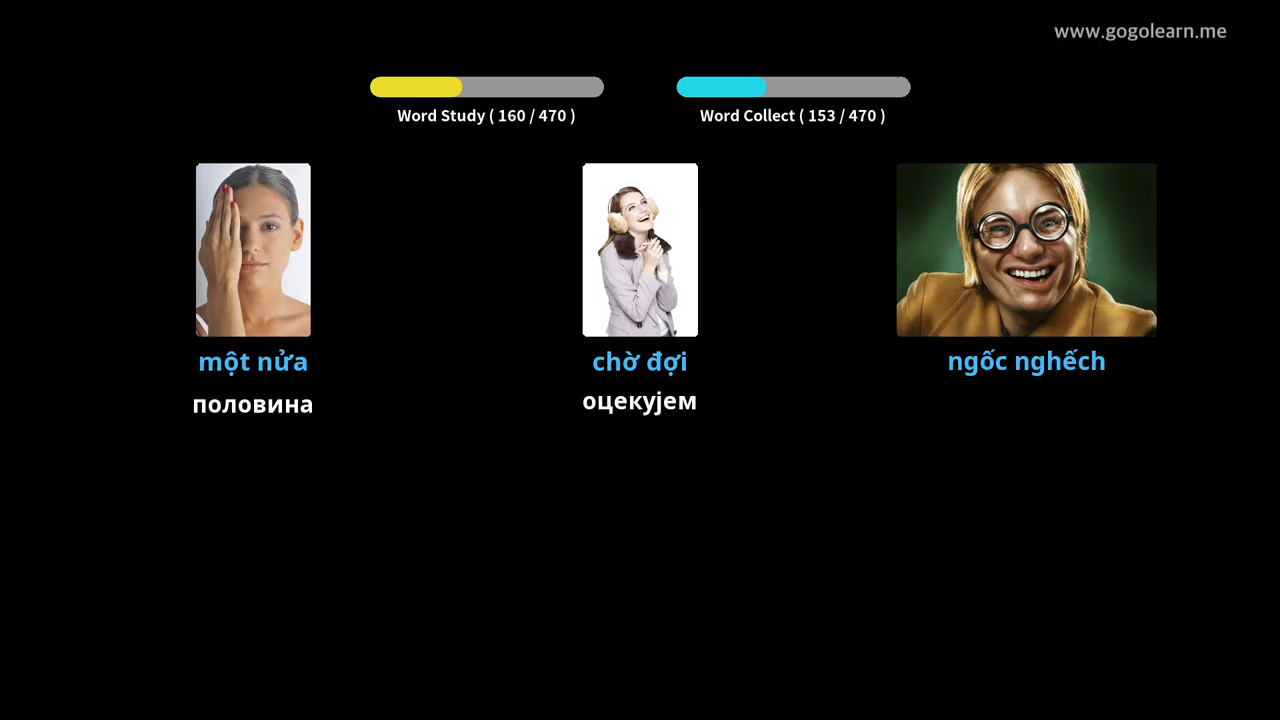 www.gogolearn.me
Word Study ( 160 / 470 )
Word Collect ( 153 / 470 )
một nửa
половина
chờ đợi
оцекујем
ngốc nghếch